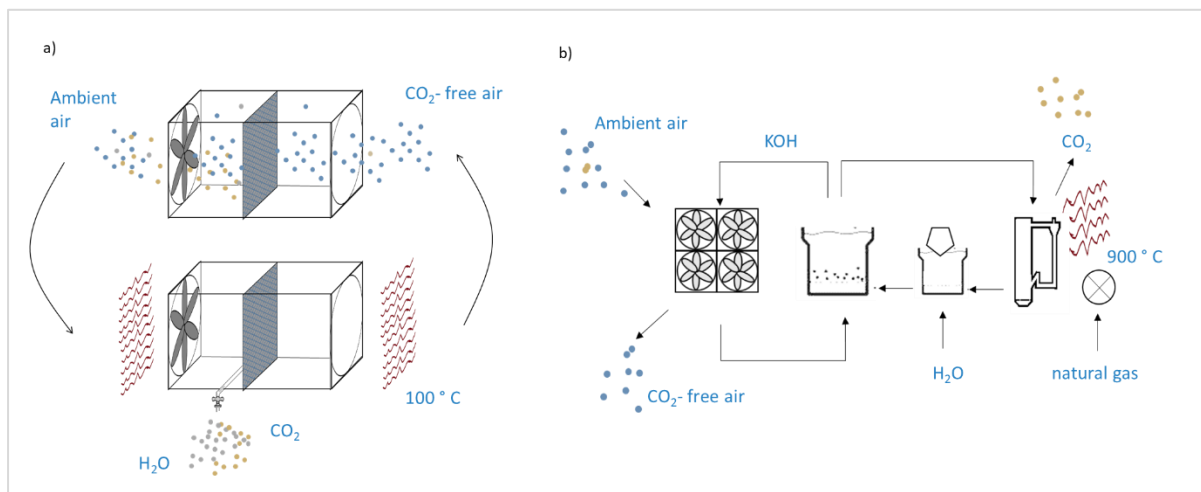 a)
Ambient
air
CO₂- free air
100 ° C
CO₂
H₂O
b)
Ambient air
KOH
CO₂
900 ° C
H₂O
natural gas
CO₂- free air